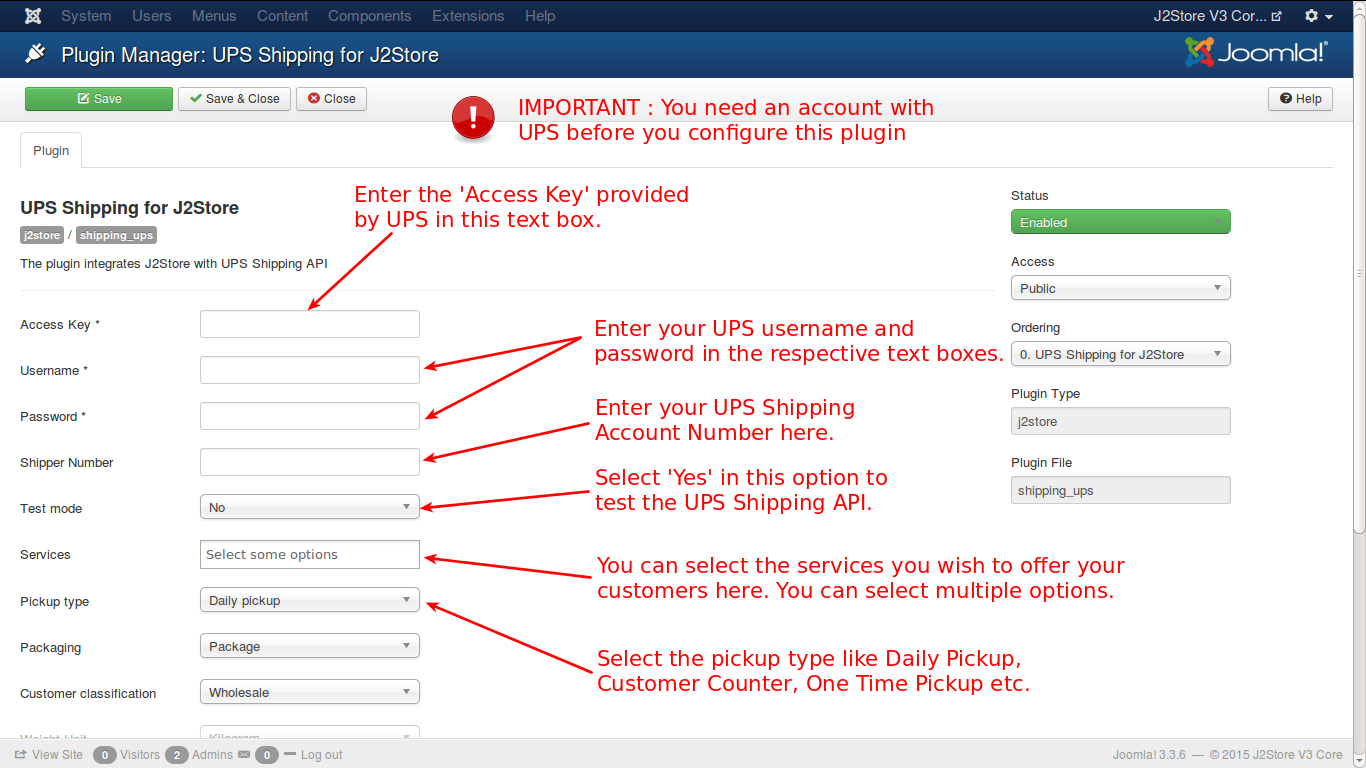 System Users Menus Content Components Extensions Help J2Store V3 Cor...
Plugin Manager: UPS Shipping for J2Store Joomla!®
Save Save & Close Close Help
IMPORTANT : You need an account with
UPS before you configure this plugin
Plugin
Enter the 'Access Key' provided
by UPS in this text box.
UPS Shipping for J2Store
j2store / shipping_ups
The plugin integrates J2Store with UPS Shipping API
Access Key *
Username *
Enter your UPS username and
password in the respective text boxes.
Password *
Enter your UPS Shipping
Account Number here.
Shipper Number
Select 'Yes' in this option to
test the UPS Shipping API.
Test mode No
Services Select some options
You can select the services you wish to offer your
customers here. You can select multiple options.
Pickup type Daily pickup
Select the pickup type like Daily Pickup,
Customer Counter, One Time Pickup etc.
Packaging Package
Customer classification Wholesale
Weight Unit Kilogram
Status
Enabled
Access
Public
Ordering
0. UPS Shipping for J2Store
Plugin Type
j2store
Plugin File
shipping_ups
View Site 0 Visitors 2 Admins 0 Log out Joomla! 3.3.6 — © 2015 J2Store V3 Core